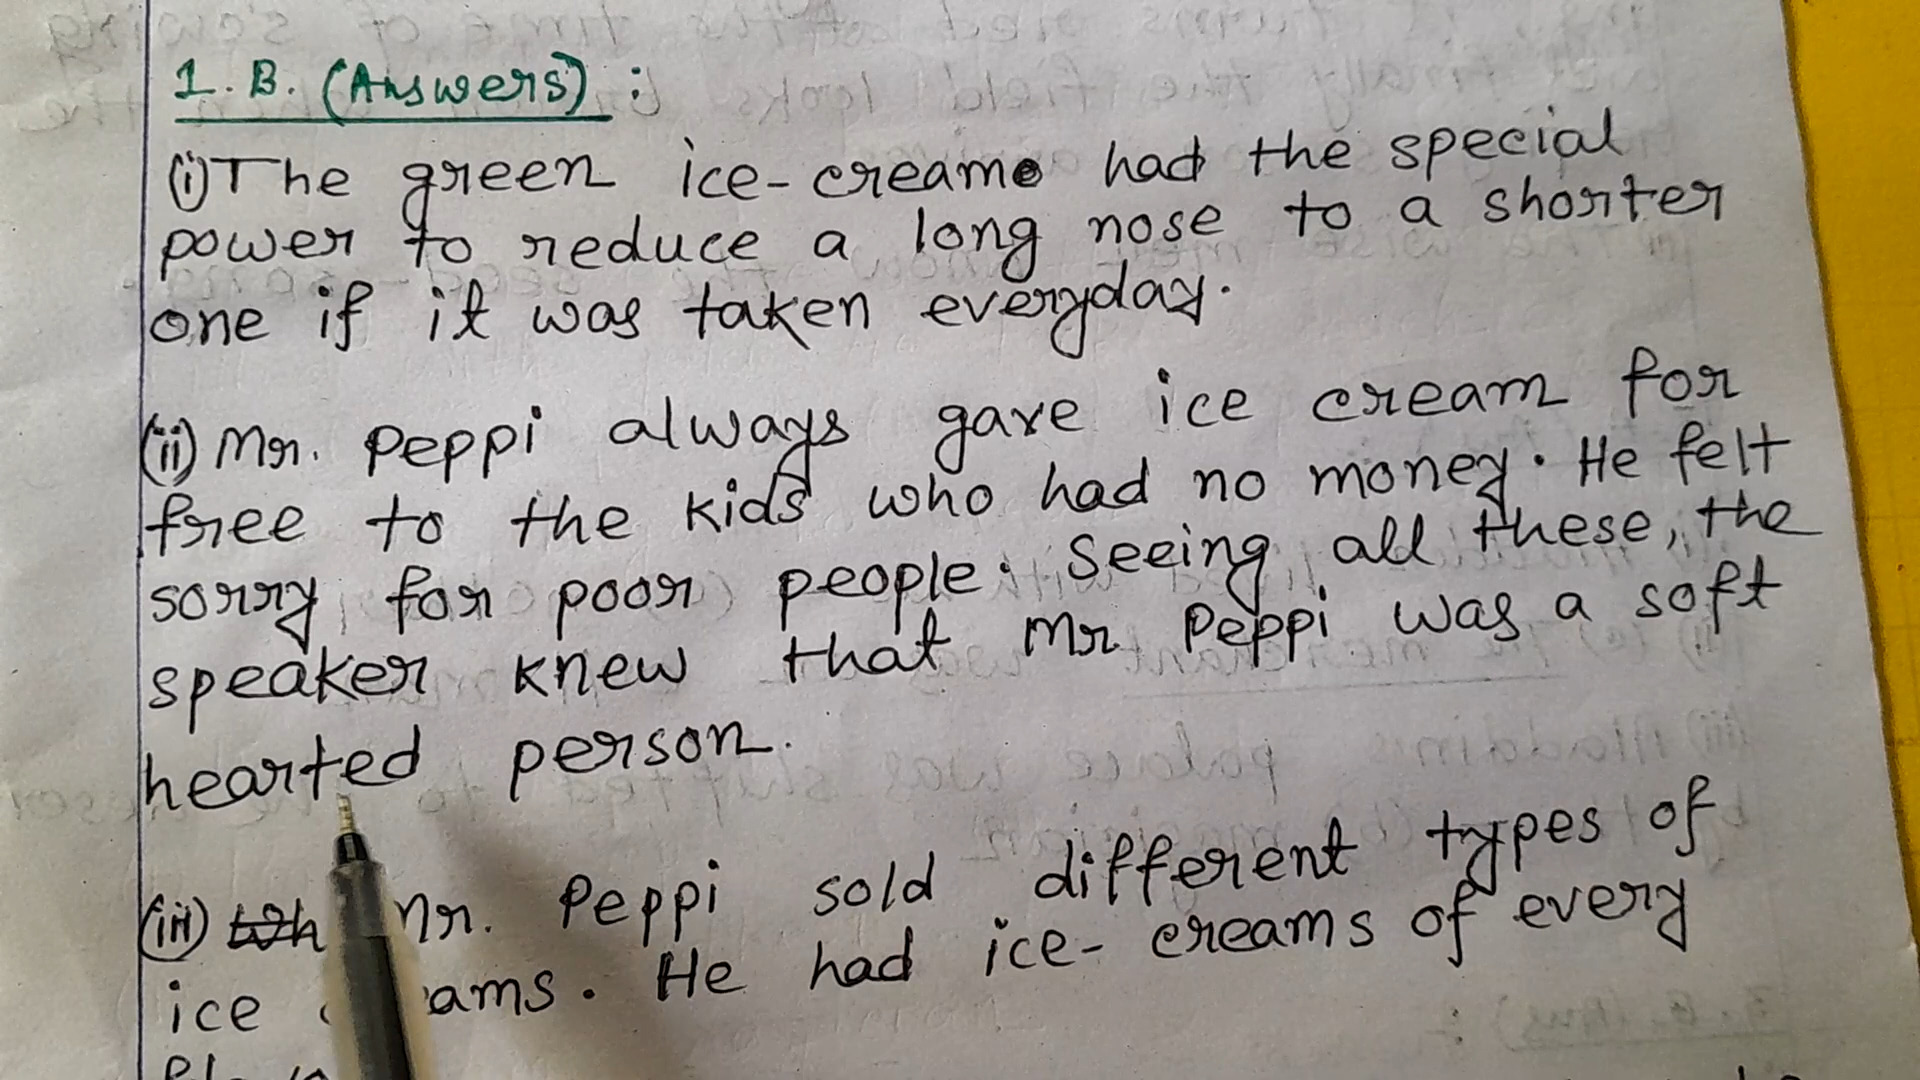 1. B. (Answers) :
(i) The green ice-cream had the special
power to reduce a long nose to a shorter
one if it was taken everyday.
(ii) Mr. Peppi always gave ice cream for
free to the kids who had no money. He felt
sorry for poor people. Seeing all these, the
speaker knew that Mr Peppi was a soft
hearted person.
(iii) Mr. Peppi sold different types of
ice ams. He had ice-creams of every